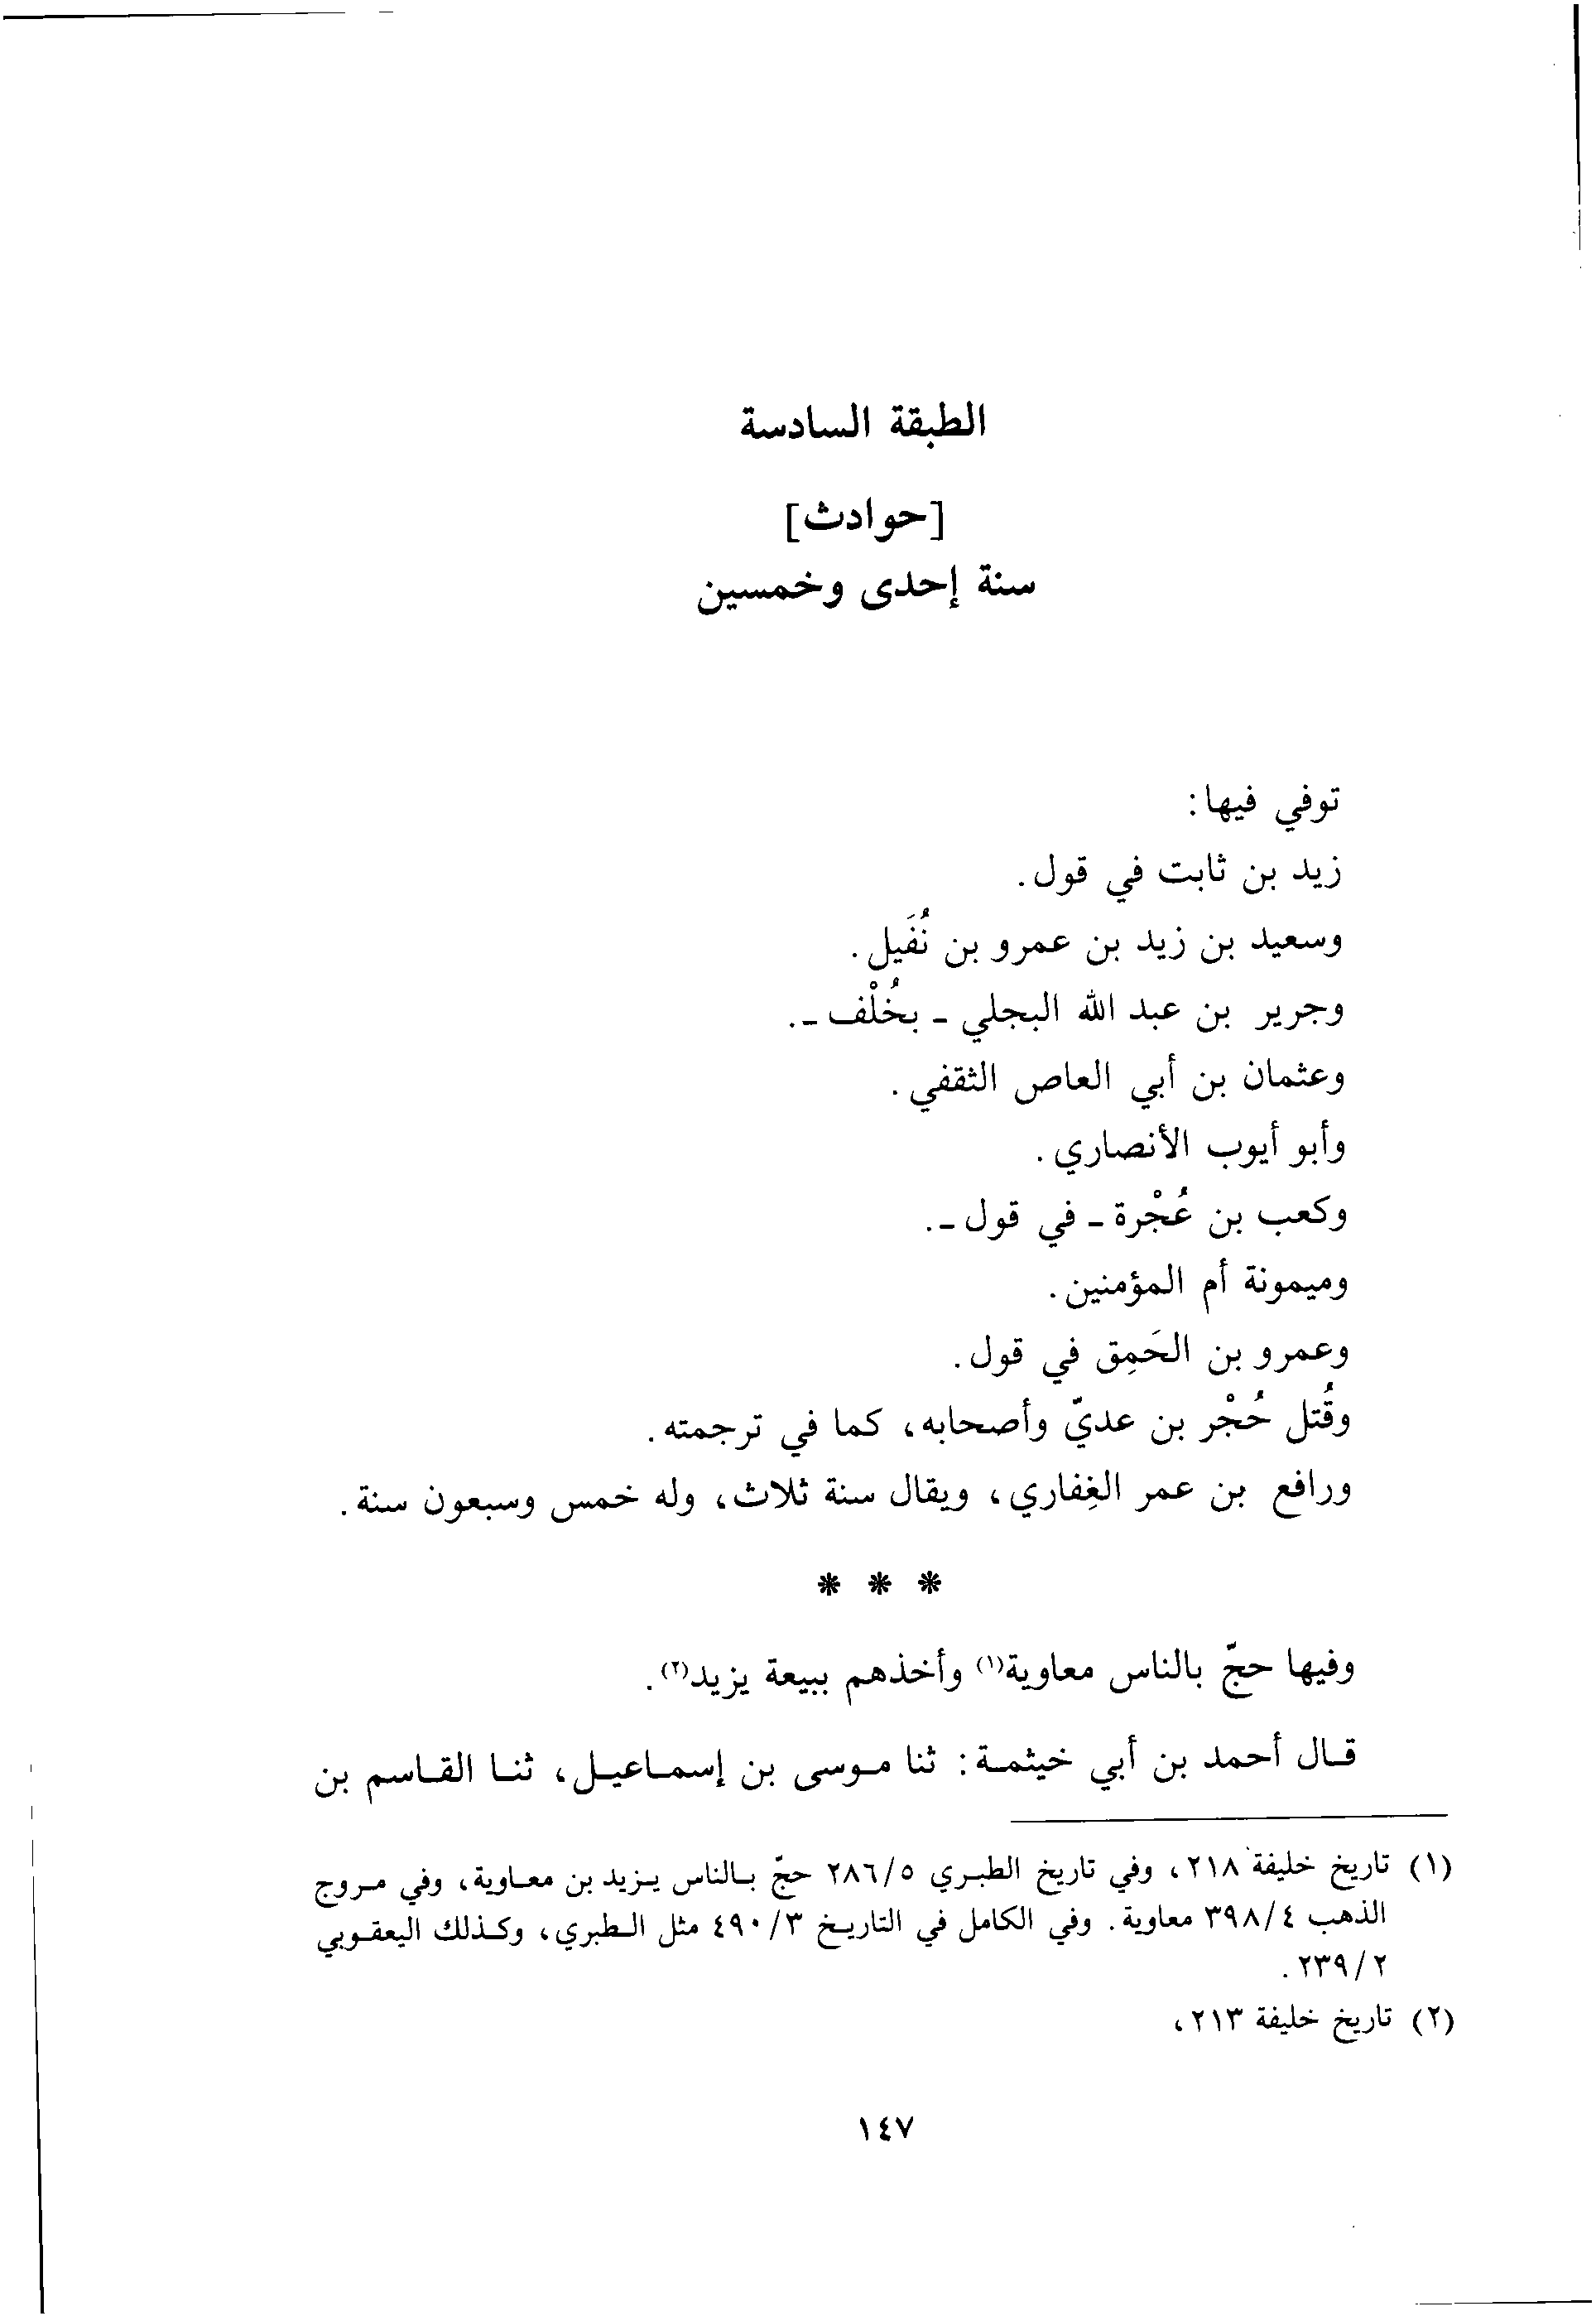 الطبقة السادسة
[حوادث]
سنة إحدى وخمسين
توفي فيها:
زيد بن ثابت في قول.
وسعيد بن زيد بن عمرو بن نُفَيل.
وجرير بن عبد الله البجلي - بخُلْف -.
وعثمان بن أبي العاص الثقفي.
وأبو أيوب الأنصاري.
وكعب بن عُجْرة - في قول -.
وميمونة أم المؤمنين.
وعمرو بن الحَمِق في قول.
وقُتل حُجْر بن عديّ وأصحابه، كما في ترجمته.
ورافع بن عمر الغِفاري، ويقال سنة ثلاث، وله خمس وسبعون سنة.
* * *
وفيها حجّ بالناس معاوية(١) وأخذهم ببيعة يزيد(٢).
قال أحمد بن أبي خيثمة: ثنا موسى بن إسماعيل، ثنا القاسم بن
(١) تاريخ خليفة ٢١٨، وفي تاريخ الطبري ٢٨٦/٥ حجّ بالناس يزيد بن معاوية، وفي مروج
الذهب ٣٩٨/٤ معاوية. وفي الكامل في التاريخ ٤٩٠/٣ مثل الطبري، وكذلك اليعقوبي
٢٣٩/٢.
(٢) تاريخ خليفة ٢١٣،
١٤٧